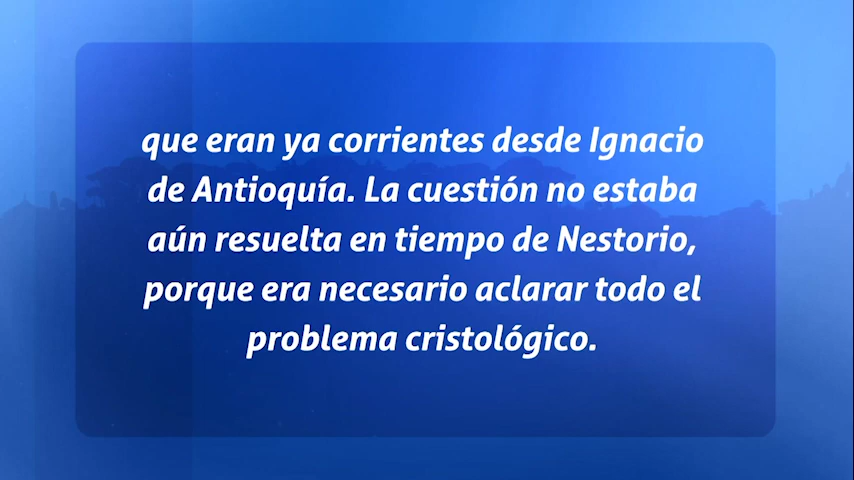 que eran ya corrientes desde Ignacio
de Antioquía. La cuestión no estaba
aún resuelta en tiempo de Nestorio,
porque era necesario aclarar todo el
problema cristológico.